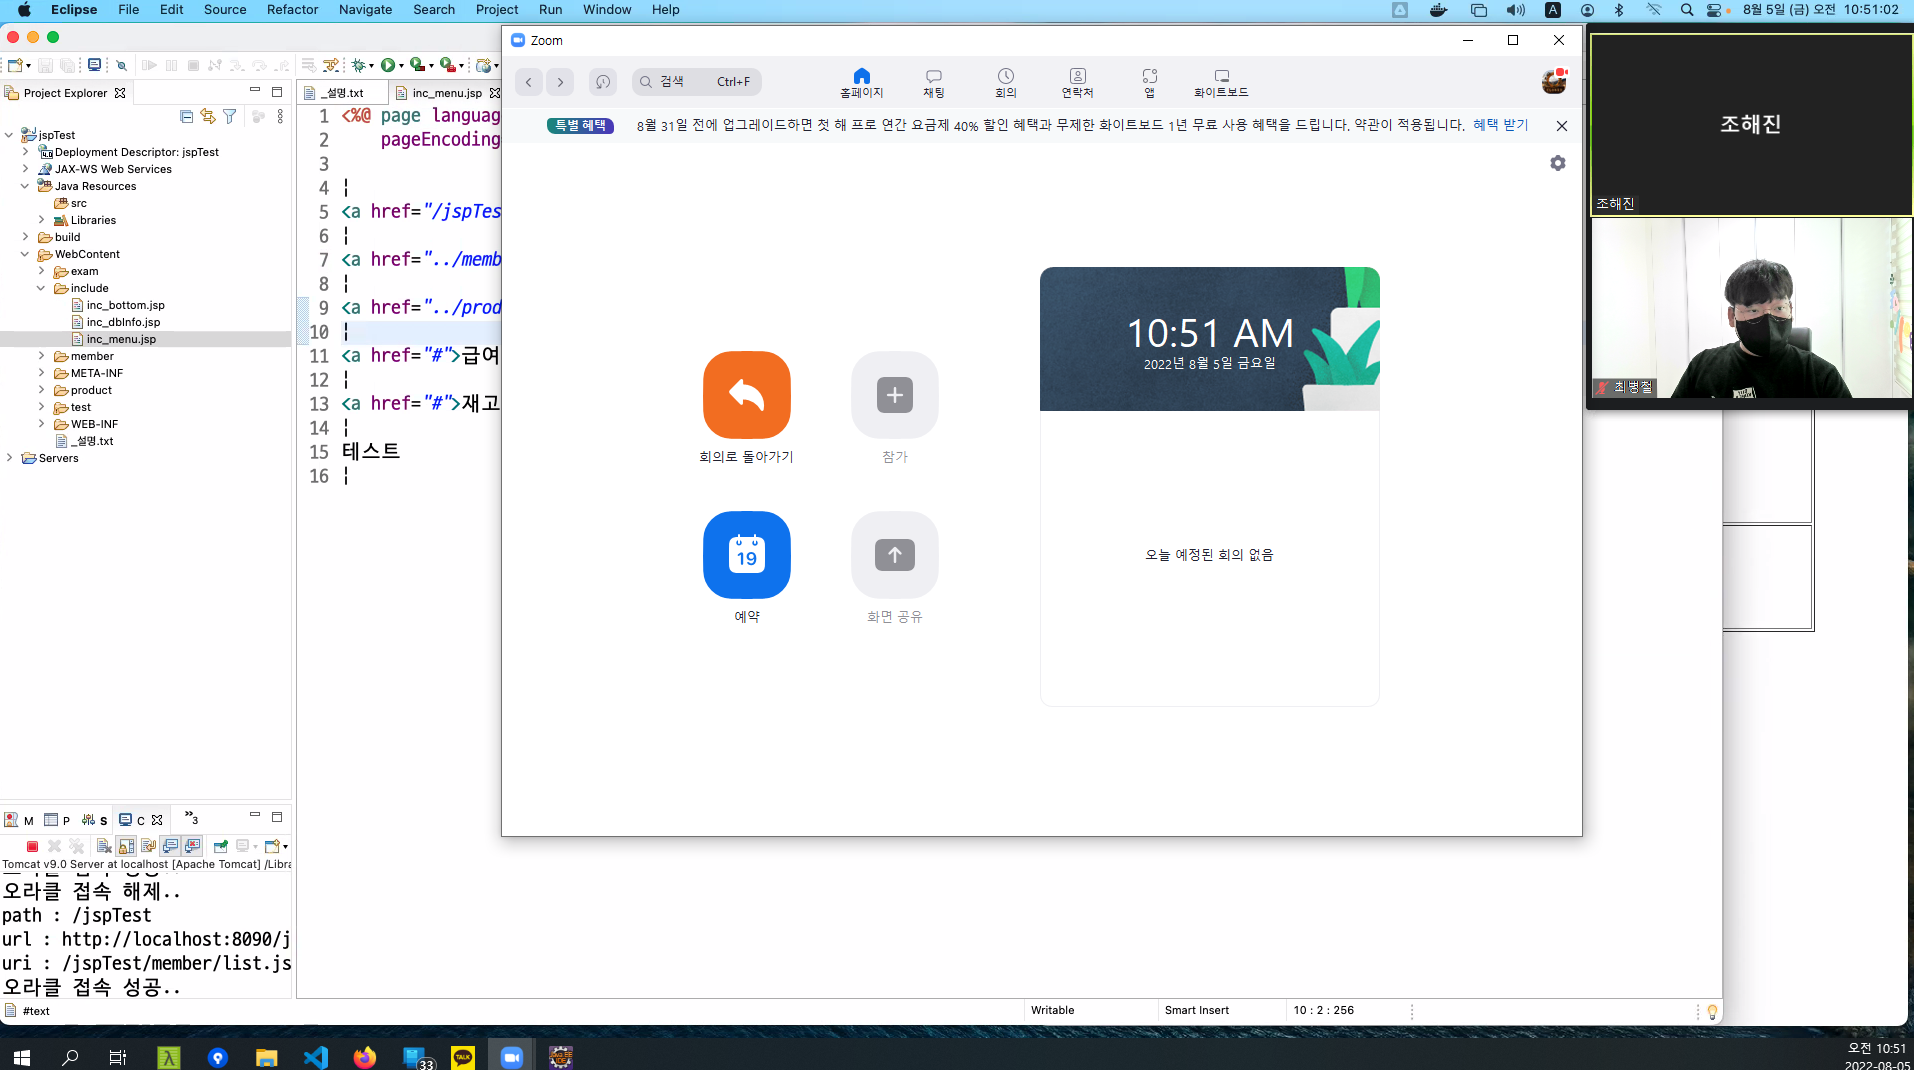 Eclipse File Edit Source Refactor Navigate Search Project Run Window Help
A 8월 5일 (금) 오전 10:51:02
Project Explorer
jspTest
Deployment Descriptor: jspTest
JAX-WS Web Services
Java Resources
src
Libraries
build
WebContent
exam
include
inc_bottom.jsp
inc_dbInfo.jsp
inc_menu.jsp
member
META-INF
product
test
WEB-INF
_설명.txt
Servers
_설명.txt inc_menu.jsp
1 <%@ page languag
2 pageEncoding
3
4 ¦
5 <a href="/jspTes
6 ¦
7 <a href="../memb
8 ¦
9 <a href="../prod
10 ¦
11 <a href="#">급여
12 ¦
13 <a href="#">재고
14 ¦
15 테스트
16 ¦
Zoom
검색 Ctrl+F
홈페이지 채팅 회의 연락처 앱 화이트보드
특별 혜택 8월 31일 전에 업그레이드하면 첫 해 프로 연간 요금제 40% 할인 혜택과 무제한 화이트보드 1년 무료 사용 혜택을 드립니다. 약관이 적용됩니다. 혜택 받기
회의로 돌아가기
참가
19
예약
화면 공유
10:51 AM
2022년 8월 5일 금요일
오늘 예정된 회의 없음
조해진
조해진
최병철
M P S C »3
Tomcat v9.0 Server at localhost [Apache Tomcat] /Libra
오라클 접속 해제..
path : /jspTest
url : http://localhost:8090/j
uri : /jspTest/member/list.js
오라클 접속 성공..
#text
Writable Smart Insert 10 : 2 : 256
33 TALK
오전 10:51
2022-08-05